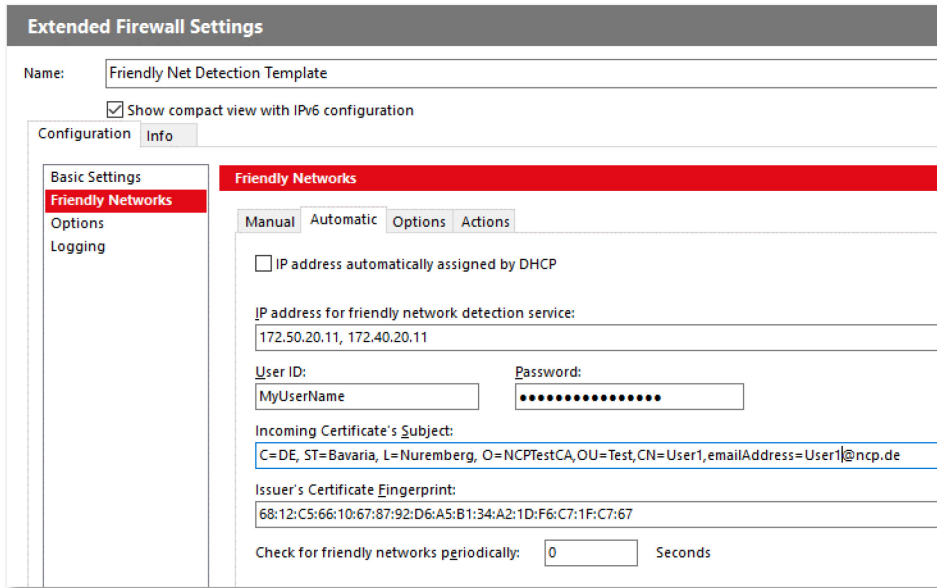 Extended Firewall Settings
Name: Friendly Net Detection Template
Show compact view with IPv6 configuration
Configuration Info
Basic Settings
Friendly Networks
Options
Logging
Friendly Networks
Manual Automatic Options Actions
IP address automatically assigned by DHCP
IP address for friendly network detection service:
172.50.20.11, 172.40.20.11
User ID: Password:
MyUserName ●●●●●●●●●●●●●●●●
Incoming Certificate's Subject:
C=DE, ST=Bavaria, L=Nuremberg, O=NCPTestCA,OU=Test,CN=User1,emailAddress=User1@ncp.de
Issuer's Certificate Fingerprint:
68:12:C5:66:10:67:87:92:D6:A5:B1:34:A2:1D:F6:C7:1F:C7:67
Check for friendly networks periodically: 0 Seconds